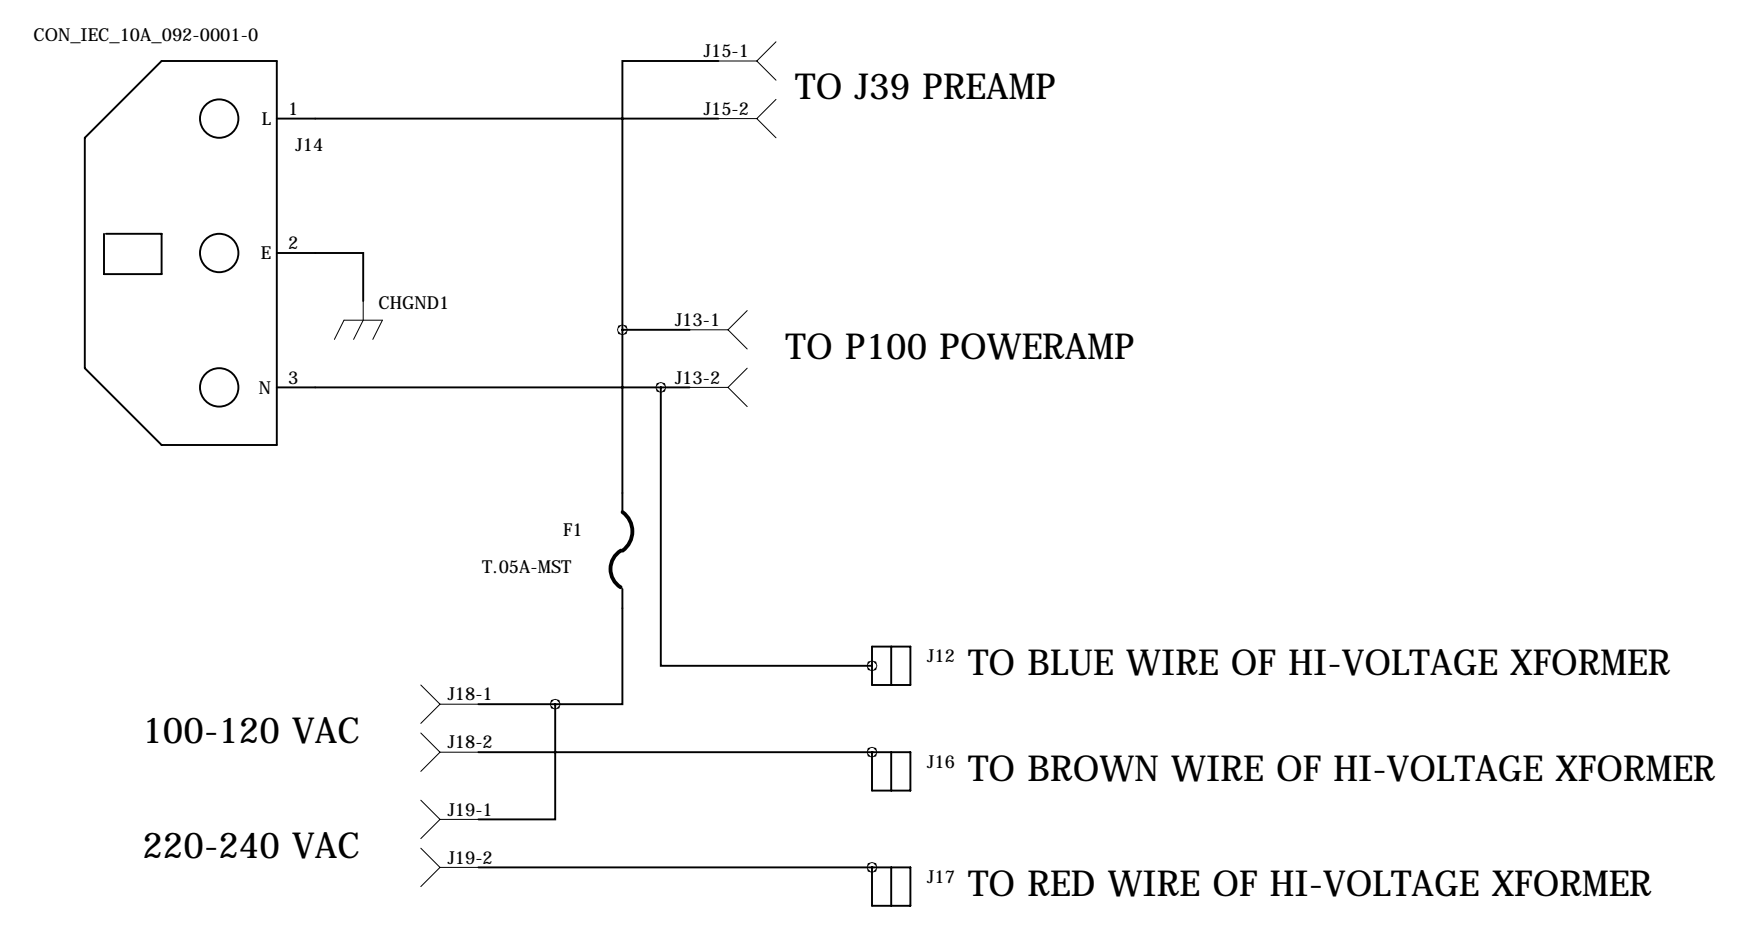 CON_IEC_10A_092-0001-0
J15-1
TO J39 PREAMP
J15-2
L 1
J14
E 2
CHGND1
J13-1
TO P100 POWERAMP
J13-2
N 3
F1
T.05A-MST
J12 TO BLUE WIRE OF HI-VOLTAGE XFORMER
J18-1
100-120 VAC
J18-2
J16 TO BROWN WIRE OF HI-VOLTAGE XFORMER
J19-1
220-240 VAC
J19-2
J17 TO RED WIRE OF HI-VOLTAGE XFORMER